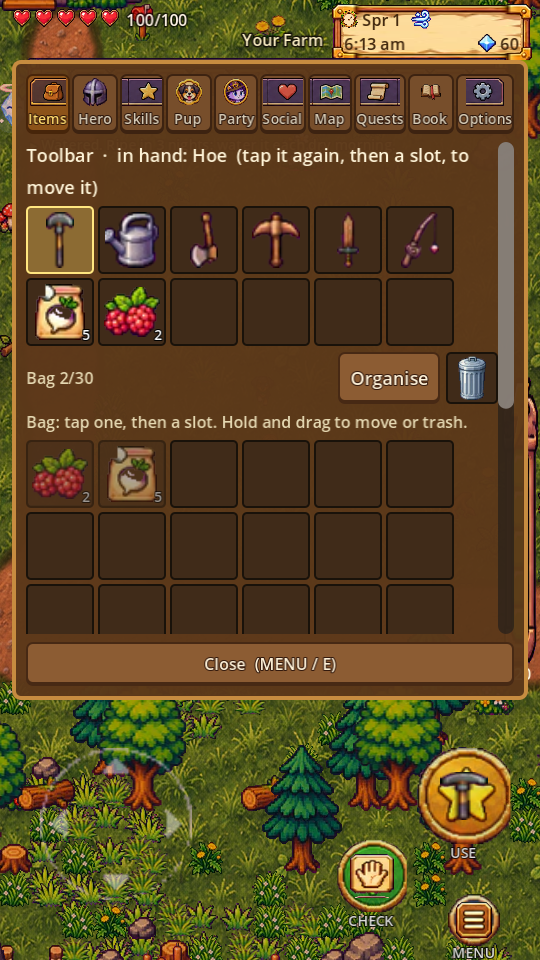 100/100
Your Farm
Spr 1
6:13 am
60
Items
Hero
Skills
Pup
Party
Social
Map
Quests
Book
Options
Toolbar · in hand: Hoe (tap it again, then a slot, to
move it)
5
2
Bag 2/30
Organise
Bag: tap one, then a slot. Hold and drag to move or trash.
2
5
Close (MENU / E)
USE
CHECK
MENU